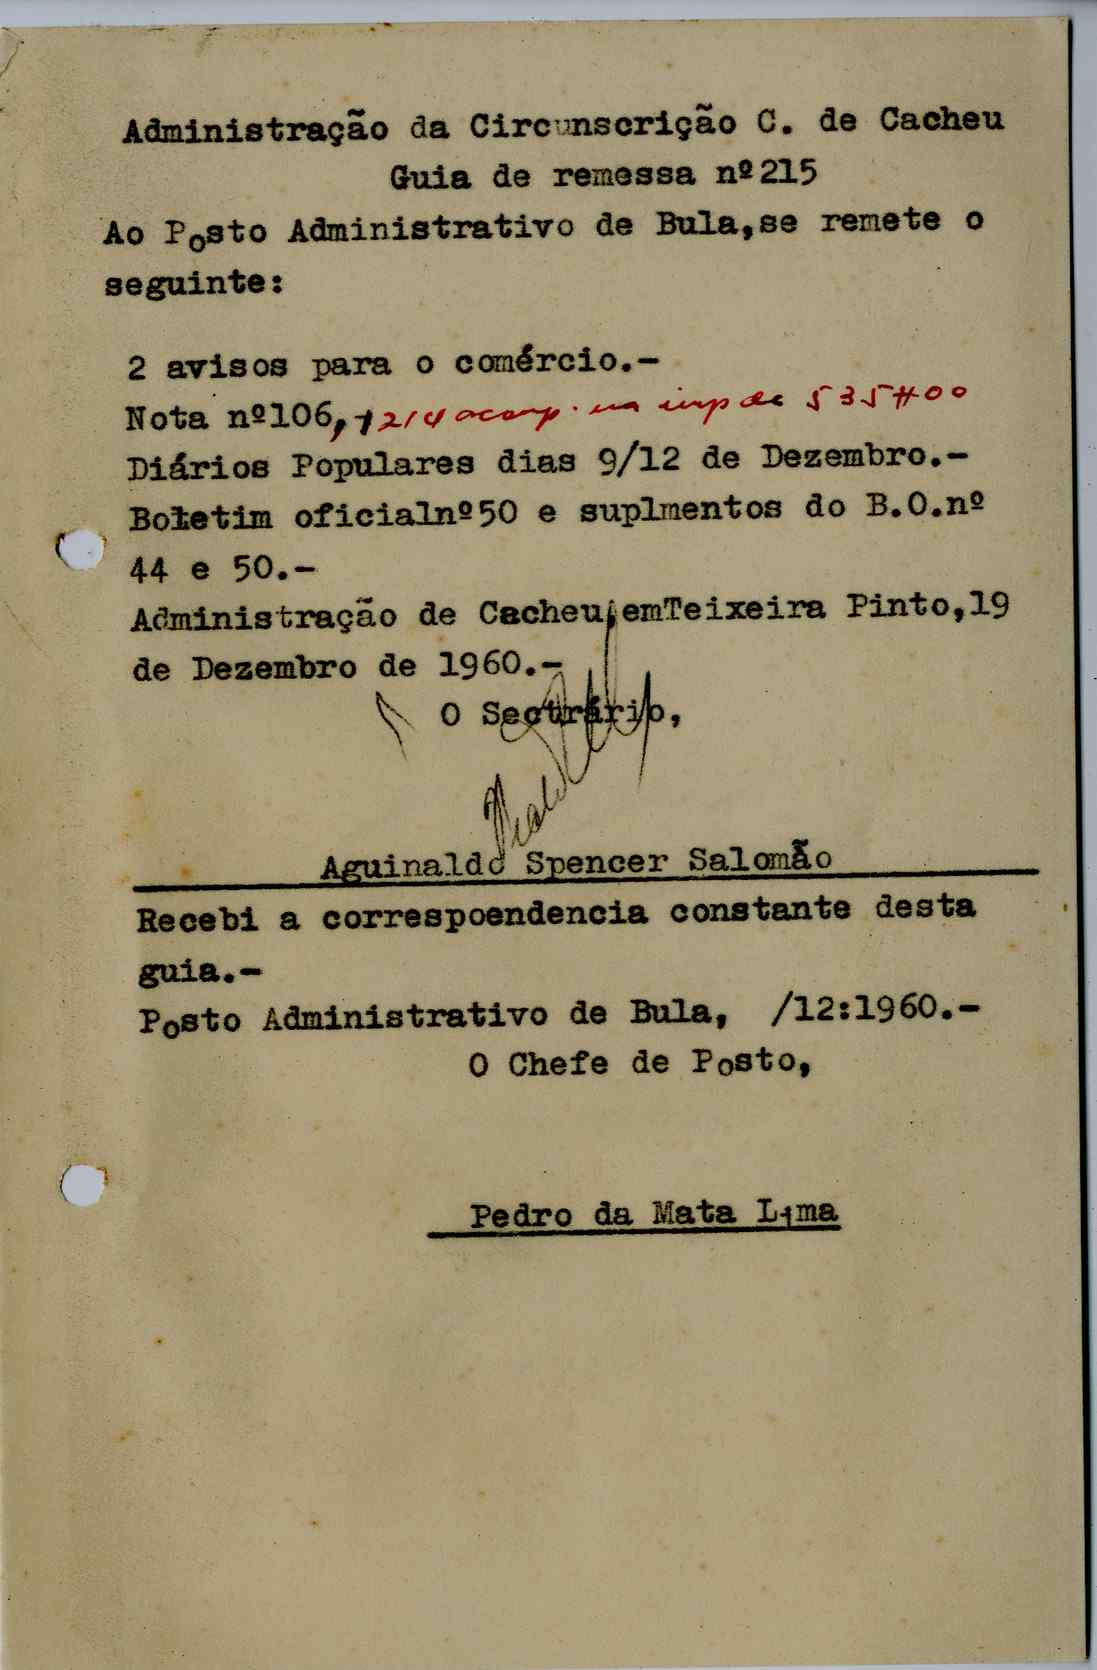 Administração da Circunscrição C. de Cacheu
Guia de remessa nº215
Ao Posto Administrativo de Bula,se remete o
seguinte:
2 avisos para o comércio.-
Nota nº106, 535#00
Diários Populares dias 9/12 de Dezembro.-
Boletim oficialnº50 e suplmentos do B.O.nº
44 e 50.-
Administração de Cacheu,emTeixeira Pinto,19
de Dezembro de 1960.-
O Sectrário,
Aguinaldo Spencer Salomão
Recebi a correspoendencia constante desta
guia.-
Posto Administrativo de Bula, /12:1960.-
O Chefe de Posto,
Pedro da Mata Lima